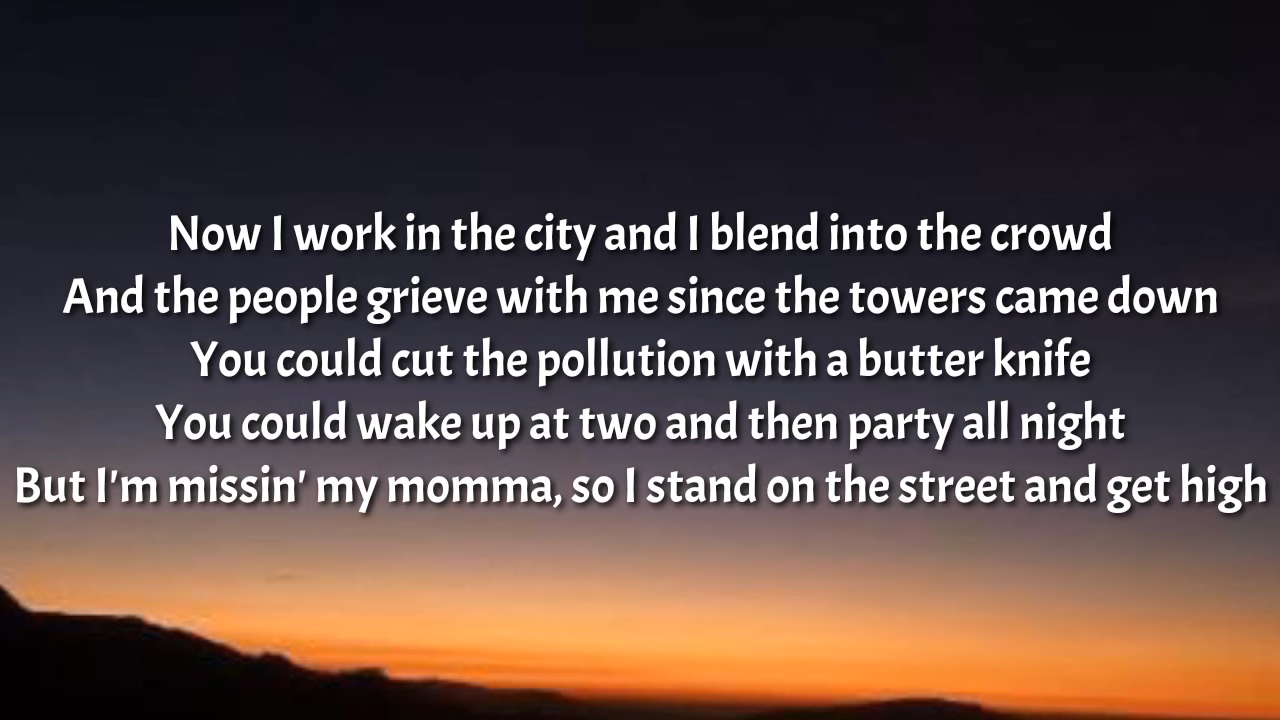 Now I work in the city and I blend into the crowd
And the people grieve with me since the towers came down
You could cut the pollution with a butter knife
You could wake up at two and then party all night
But I'm missin' my momma, so I stand on the street and get high